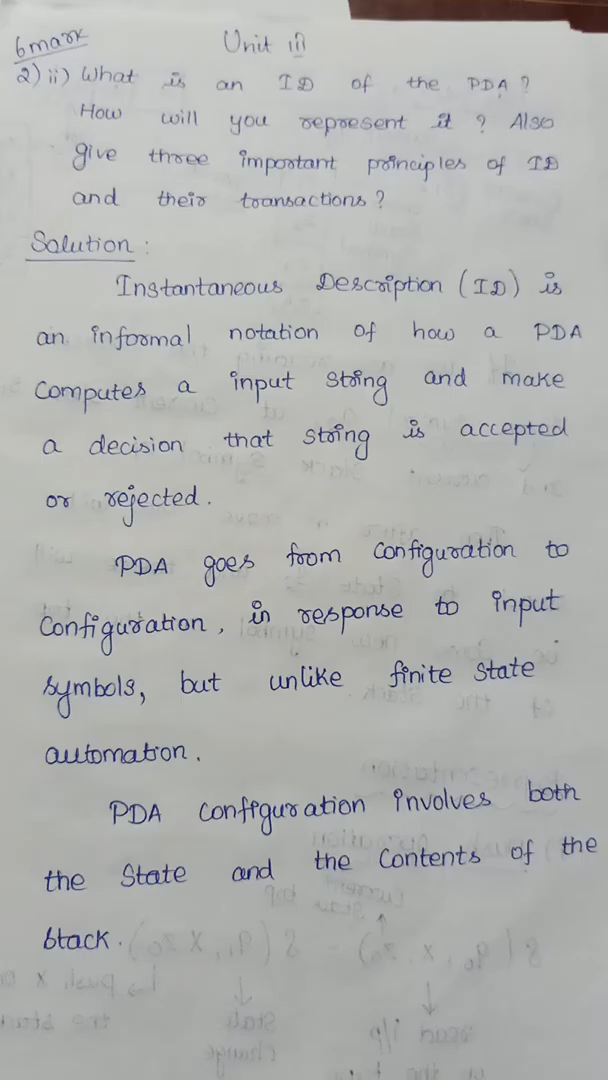 6mark
Unit iii
2) ii) What is an ID of the PDA ?
How will you represent it ? Also
give three important principles of ID
and their transactions ?
Solution :
Instantaneous Description (ID) is
an informal notation of how a PDA
Computes a input string and make
a decision that string is accepted
or rejected.
PDA goes from configuration to
Configuration, in response to input
symbols, but unlike finite state
automation.
PDA configuration involves both
the State and the Contents of the
Stack.